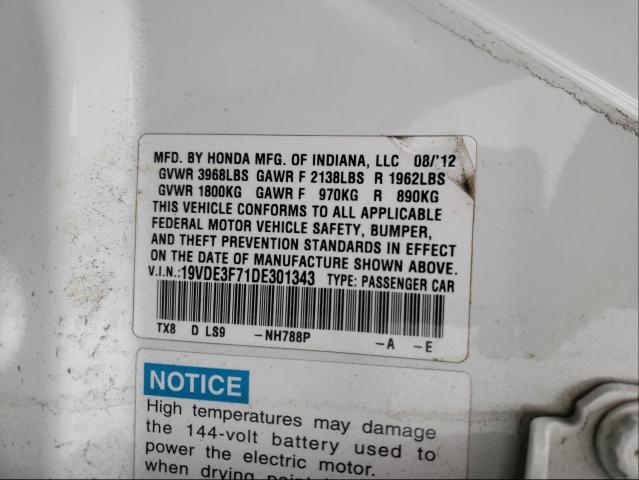 MFD. BY HONDA MFG. OF INDIANA, LLC 08/'12
GVWR 3968LBS GAWR F 2138LBS R 1962LBS
GVWR 1800KG GAWR F 970KG R 890KG
THIS VEHICLE CONFORMS TO ALL APPLICABLE
FEDERAL MOTOR VEHICLE SAFETY, BUMPER,
AND THEFT PREVENTION STANDARDS IN EFFECT
ON THE DATE OF MANUFACTURE SHOWN ABOVE.
V.I.N.:19VDE3F71DE301343 TYPE: PASSENGER CAR
TX8 D LS9 -NH788P -A -E
NOTICE
High temperatures may damage
the 144-volt battery used to
power the electric motor.
when drying paint